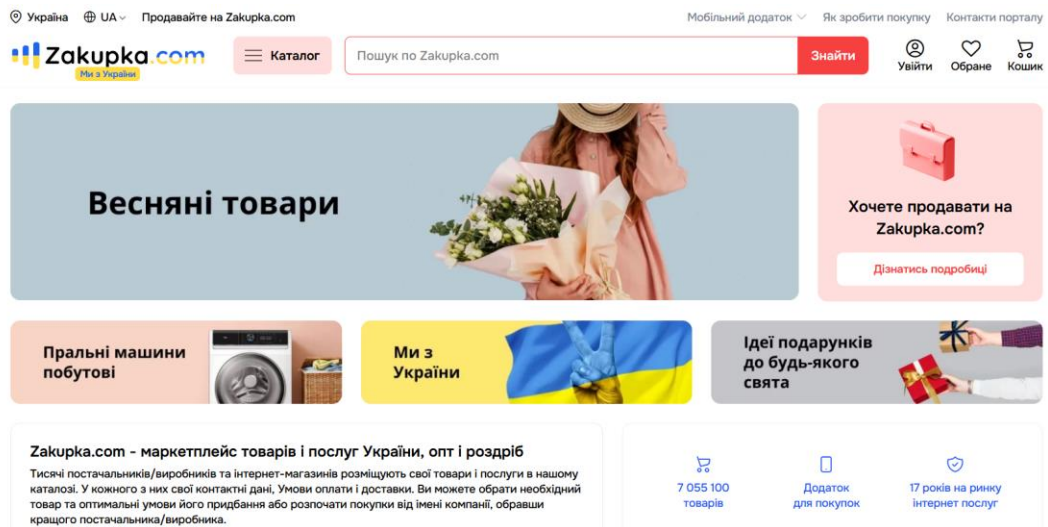 Україна UA Продавайте на Zakupka.com Мобільний додаток Як зробити покупку Контакти порталу
Zakupka.com
Ми з України
Каталог
Пошук по Zakupka.com
Знайти
Увійти
Обране
Кошик
Весняні товари
Хочете продавати на
Zakupka.com?
Дізнатись подробиці
Пральні машини
побутові
Ми з
України
Ідеї подарунків
до будь-якого
свята
Zakupka.com - маркетплейс товарів і послуг України, опт і роздріб
Тисячі постачальників/виробників та інтернет-магазинів розміщують свої товари і послуги в нашому
каталозі. У кожного з них свої контактні дані, Умови оплати і доставки. Ви можете обрати необхідний
товар та оптимальні умови його придбання або розпочати покупки від імені компанії, обравши
кращого постачальника/виробника.
7 055 100
товарів
Додаток
для покупок
17 років на ринку
інтернет послуг